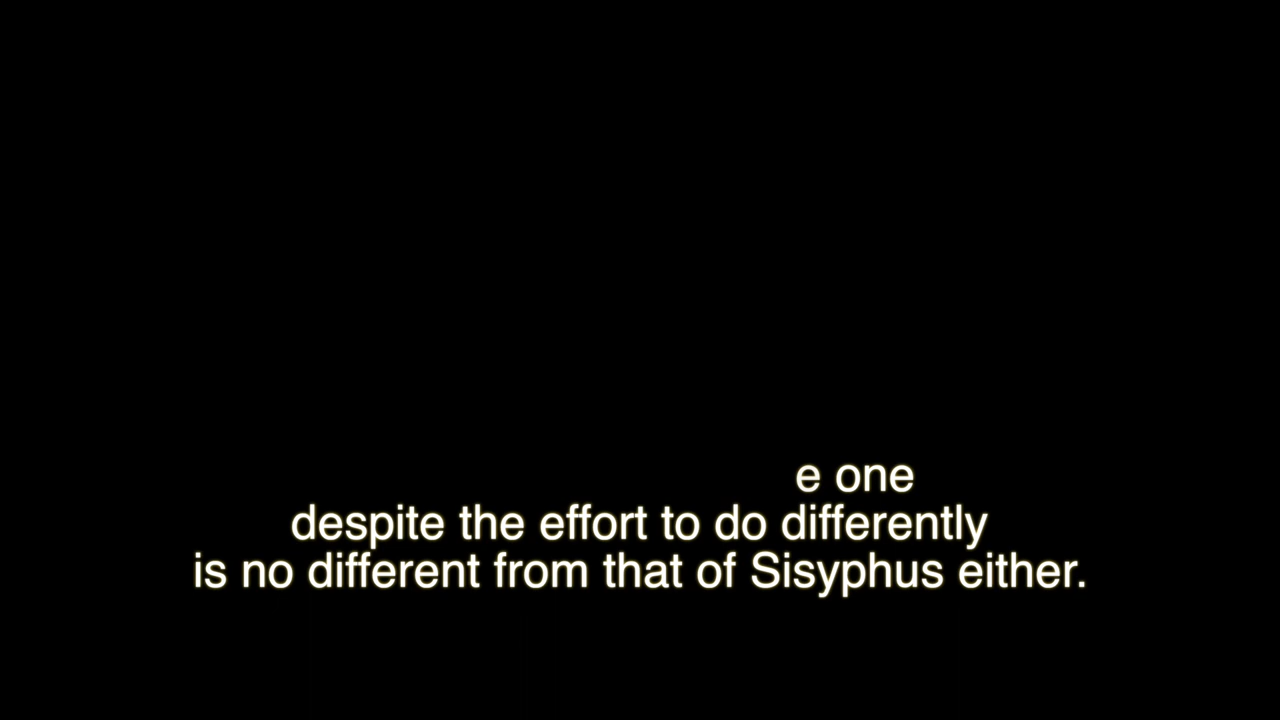 e one
despite the effort to do differently
is no different from that of Sisyphus either.